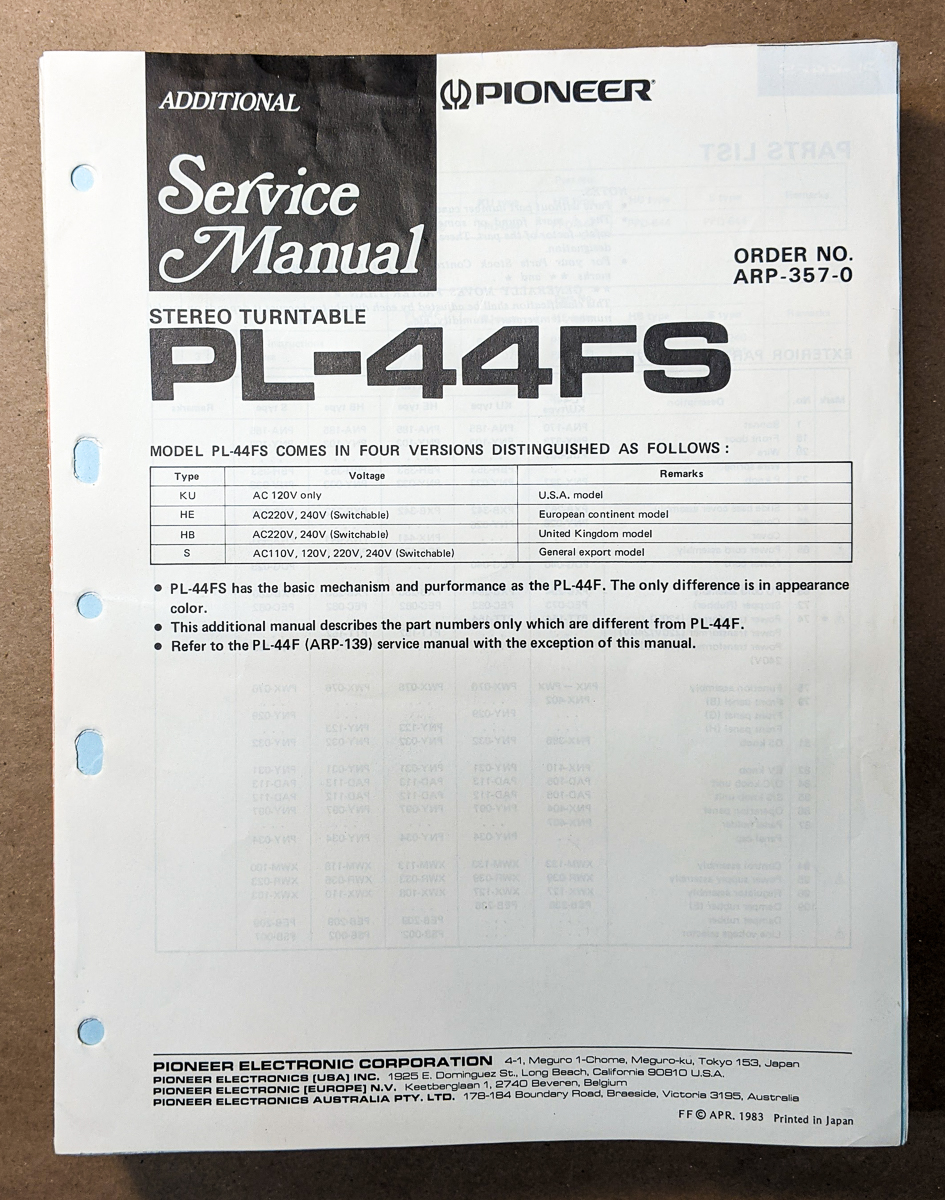 ADDITIONAL
Service
Manual
PIONEER®
ORDER NO.
ARP-357-0
STEREO TURNTABLE
PL-44FS
MODEL PL-44FS COMES IN FOUR VERSIONS DISTINGUISHED AS FOLLOWS :
Type Voltage Remarks
KU AC 120V only U.S.A. model
HE AC220V, 240V (Switchable) European continent model
HB AC220V, 240V (Switchable) United Kingdom model
S AC110V, 120V, 220V, 240V (Switchable) General export model
● PL-44FS has the basic mechanism and purformance as the PL-44F. The only difference is in appearance
color.
● This additional manual describes the part numbers only which are different from PL-44F.
● Refer to the PL-44F (ARP-139) service manual with the exception of this manual.
PIONEER ELECTRONIC CORPORATION 4-1, Meguro 1-Chome, Meguro-ku, Tokyo 153, Japan
PIONEER ELECTRONICS [USA] INC. 1925 E. Dominguez St., Long Beach, California 90810 U.S.A.
PIONEER ELECTRONIC [EUROPE] N.V. Keetberglaan 1, 2740 Beveren, Belgium
PIONEER ELECTRONICS AUSTRALIA PTY. LTD. 178-184 Boundary Road, Braeside, Victoria 3195, Australia
FF © APR. 1983 Printed in Japan